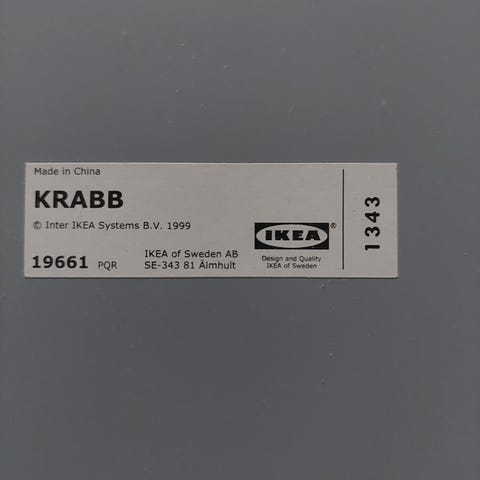 Made in China
KRABB
© Inter IKEA Systems B.V. 1999
19661 PQR
IKEA of Sweden AB
SE-343 81 Älmhult
IKEA®
Design and Quality
IKEA of Sweden
1343